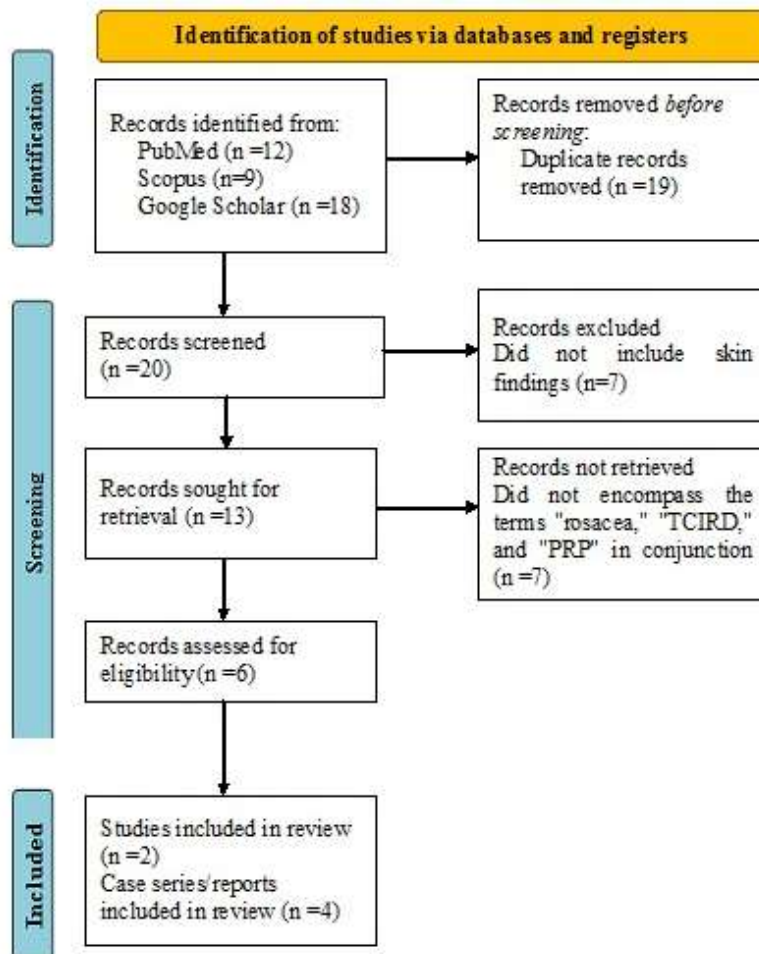 Identification of studies via databases and registers
Identification
Records identified from:
PubMed (n =12)
Scopus (n=9)
Google Scholar (n =18)
Records removed before
screening:
Duplicate records
removed (n =19)
Screening
Records screened
(n =20)
Records excluded
Did not include skin
findings (n=7)
Records sought for
retrieval (n =13)
Records not retrieved
Did not encompass the
terms "rosacea," "TCIRD,"
and "PRP" in conjunction
(n =7)
Records assessed for
eligibility (n =6)
Included
Studies included in review
(n =2)
Case series/reports
included in review (n =4)